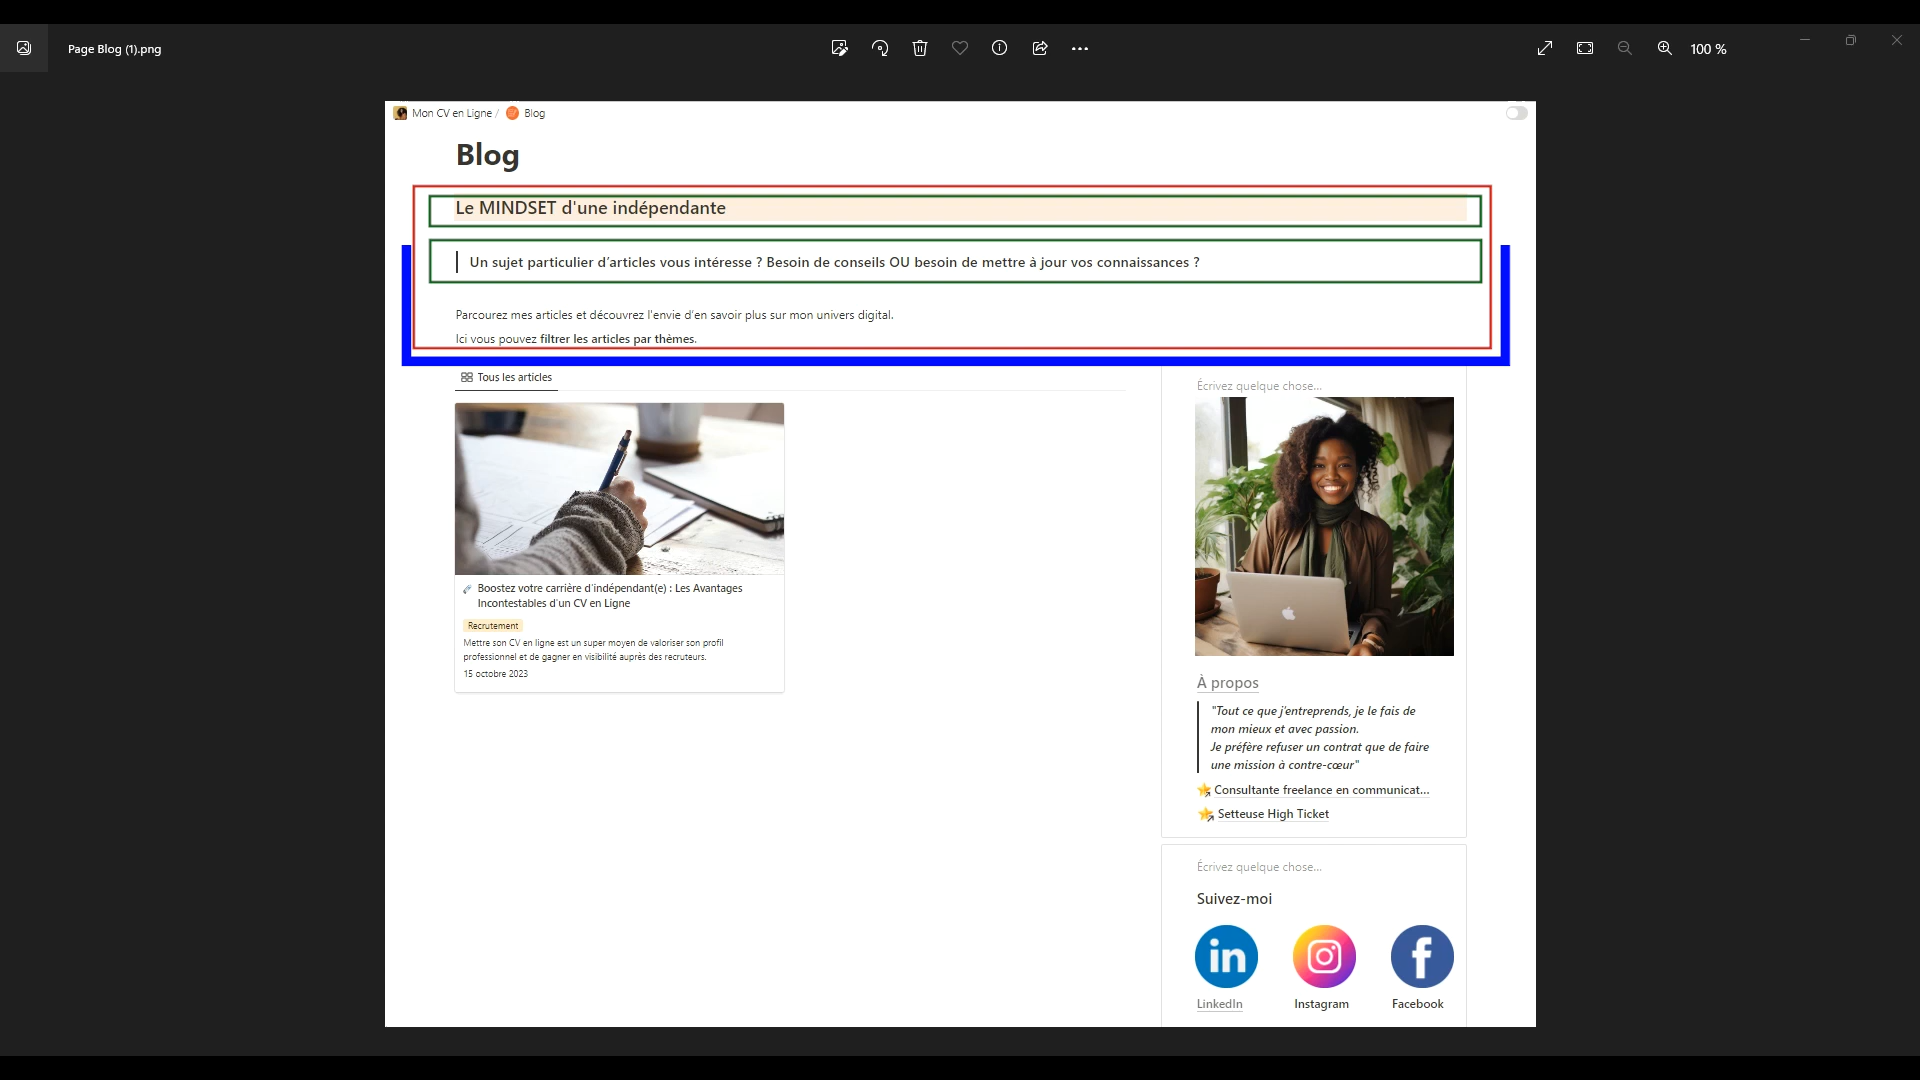 Page Blog (1).png
100 %
Mon CV en Ligne / Blog
Blog
Le MINDSET d'une indépendante
Un sujet particulier d'articles vous intéresse ? Besoin de conseils OU besoin de mettre à jour vos connaissances ?
Parcourez mes articles et découvrez l'envie d'en savoir plus sur mon univers digital.
Ici vous pouvez filtrer les articles par thèmes.
Tous les articles
Boostez votre carrière d'indépendant(e) : Les Avantages
Incontestables d'un CV en Ligne
Recrutement
Mettre son CV en ligne est un super moyen de valoriser son profil
professionnel et de gagner en visibilité auprès des recruteurs.
15 octobre 2023
Écrivez quelque chose...
À propos
"Tout ce que j'entreprends, je le fais de
mon mieux et avec passion.
Je préfère refuser un contrat que de faire
une mission à contre-cœur"
Consultante freelance en communicat...
Setteuse High Ticket
Écrivez quelque chose...
Suivez-moi
in
f
LinkedIn
Instagram
Facebook